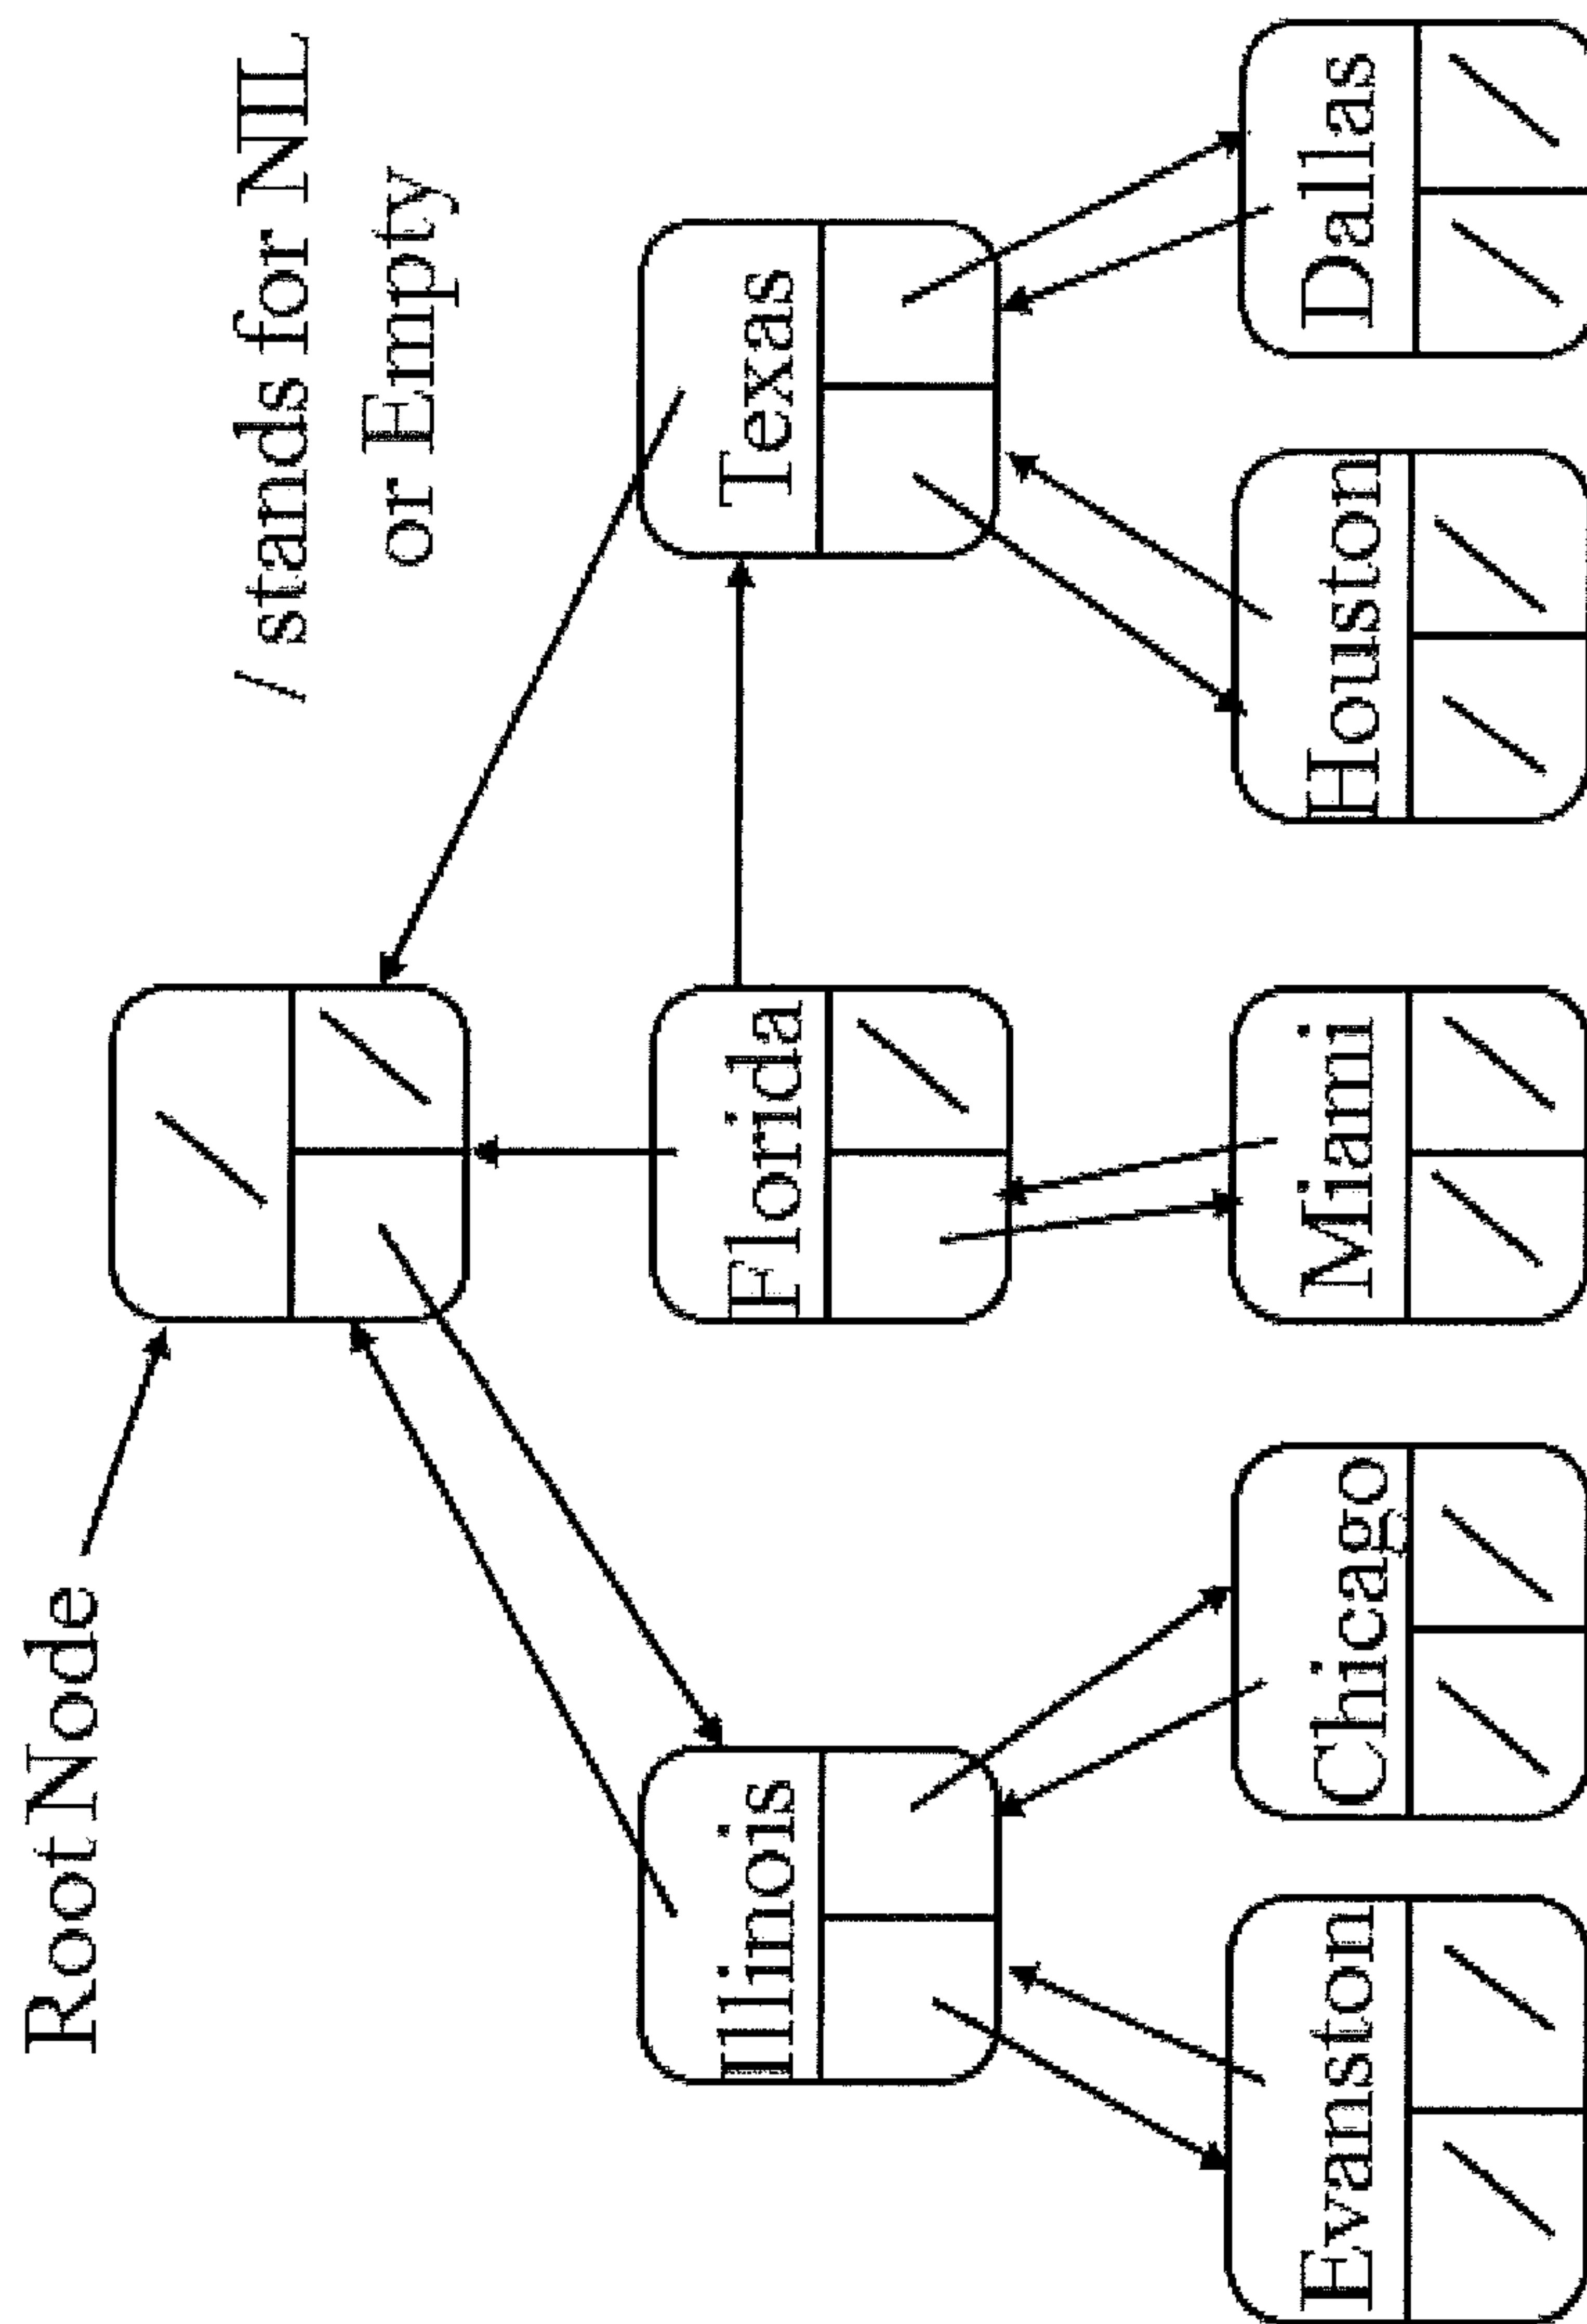 Root Node
/ stands for NIL
or Empty
Illinois
Florida
Texas
Evanston
Chicago
Miami
Houston
Dallas